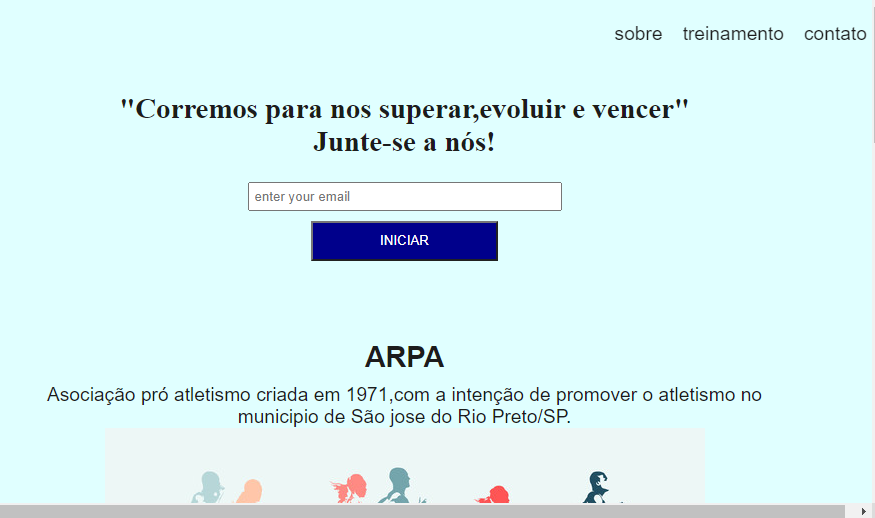 sobre treinamento contato
"Corremos para nos superar,evoluir e vencer"
Junte-se a nós!
enter your email
INICIAR
ARPA
Asociação pró atletismo criada em 1971,com a intenção de promover o atletismo no
municipio de São jose do Rio Preto/SP.